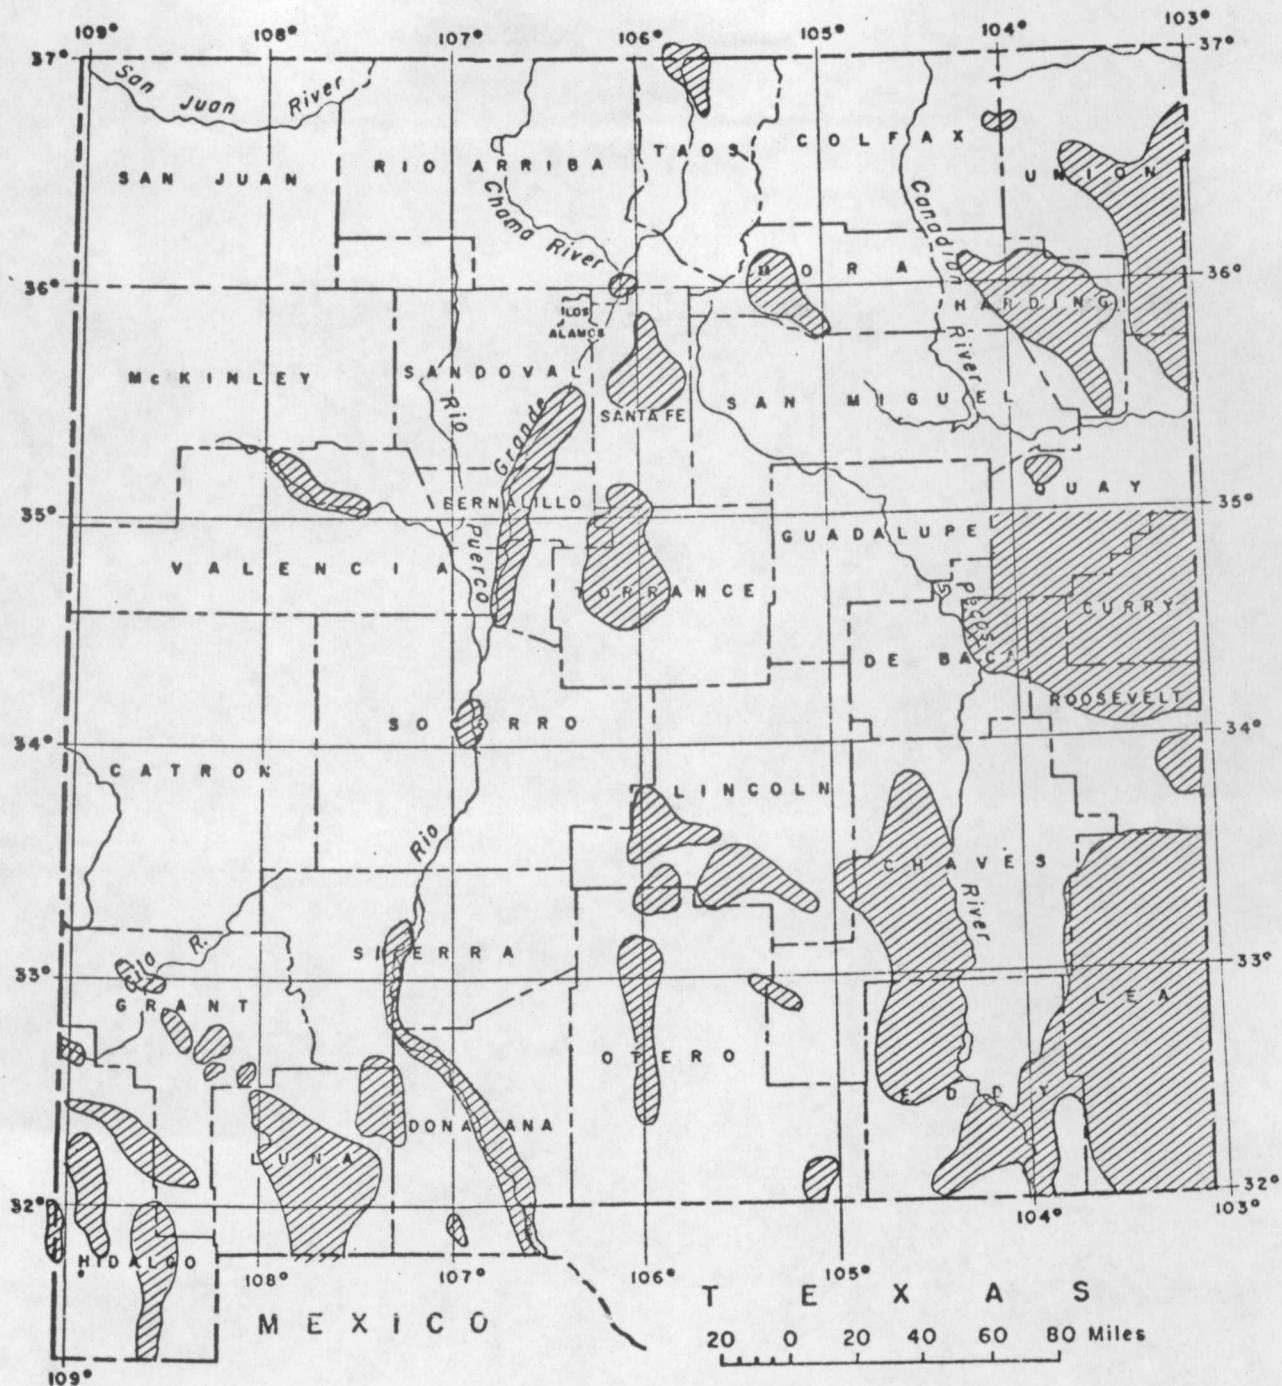 109° 108° 107° 106° 105° 104° 103°
37° 37°
San Juan River
SAN JUAN
RIO ARRIBA
TAOS
COLFAX
UNION
Chama River
Canadian River
36° 36°
MORA
HARDING
LOS
ALAMOS
McKINLEY
SANDOVAL
SANTA FE
SAN MIGUEL
Rio Puerco
Rio Grande
BERNALILLO
QUAY
35° 35°
VALENCIA
TORRANCE
GUADALUPE
CURRY
Pecos River
DE BACA
ROOSEVELT
SOCORRO
34° 34°
CATRON
LINCOLN
CHAVES
Gila R.
SIERRA
33° 33°
GRANT
LEA
OTERO
EDDY
DONA ANA
LUNA
32° 32°
HIDALGO
108° 107° 106° 105° 104° 103°
TEXAS
MEXICO
20 0 20 40 60 80 Miles
109°